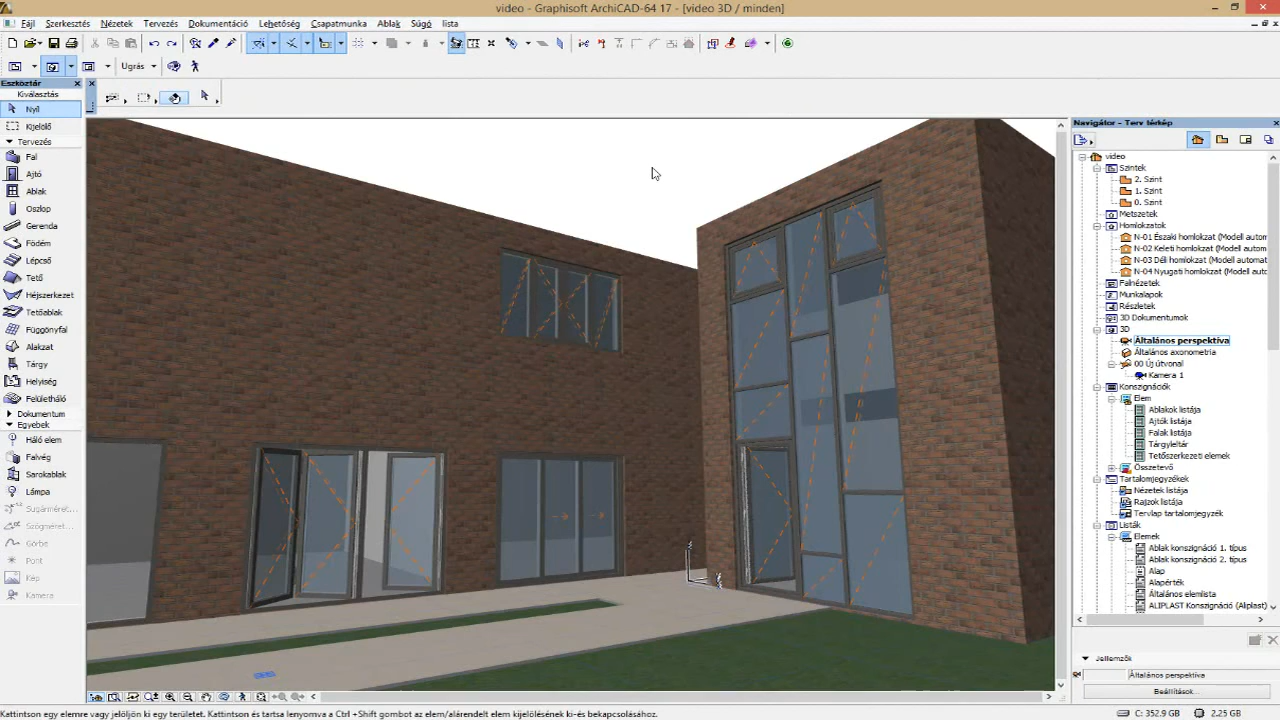 video - Graphisoft ArchiCAD-64 17 - [video 3D / minden]
Fájl Szerkesztés Nézetek Tervezés Dokumentáció Lehetőség Csapatmunka Ablak Súgó lista
Ugrás
Eszköztár
Kiválasztás
Nyíl
Kijelölő
Tervezés
Fal
Ajtó
Ablak
Oszlop
Gerenda
Födém
Lépcső
Tető
Héjszerkezet
Tetőablak
Függönyfal
Alakzat
Tárgy
Helyiség
Felületháló
Dokumentum
Egyebek
Háló elem
Falvég
Sarokablak
Lámpa
Sugárméret...
Szögméret...
Görbe
Pont
Kép
Kamera
Navigátor - Terv térkép
video
Szintek
2. Szint
1. Szint
0. Szint
Metszetek
Homlokzatok
N-01 Északi homlokzat (Modell autom
N-02 Keleti homlokzat (Modell autom
N-03 Déli homlokzat (Modell automat
N-04 Nyugati homlokzat (Modell auto
Falnézetek
Munkalapok
Részletek
3D Dokumentumok
3D
Általános perspektíva
Általános axonometria
00 Új útvonal
Kamera 1
Konszignációk
Elem
Ablakok listája
Ajtók listája
Falak listája
Tárgyleltár
Tetőszerkezeti elemek
Összetevő
Tartalomjegyzékek
Nézetek listája
Rajzok listája
Tervlap tartalomjegyzék
Listák
Elemek
Ablak konszignáció 1. típus
Ablak konszignáció 2. típus
Alap
Alapérték
Általános elemlista
ALIPLAST Konszignáció (Aliplast)
Jellemzők
Általános perspektíva
Beállítások...
Kattintson egy elemre vagy jelöljön ki egy területet. Kattintson és tartsa lenyomva a Ctrl+Shift gombot az elem/alárendelt elem kijelölésének ki-és bekapcsolásához.
C: 352.9 GB
2.25 GB